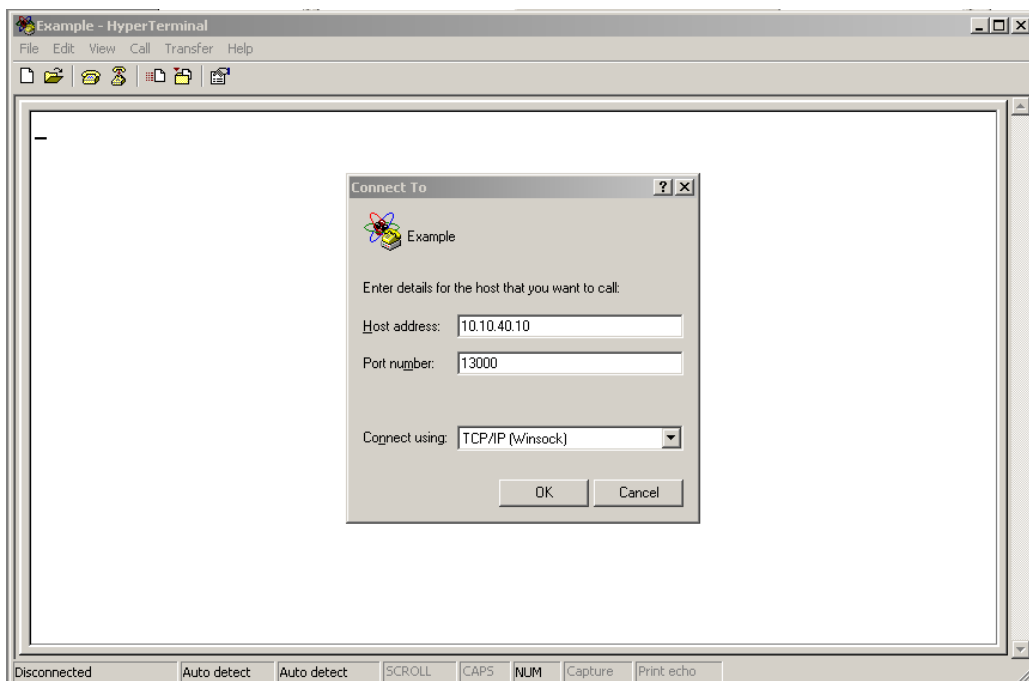 Example - HyperTerminal
File Edit View Call Transfer Help
Connect To
Example
Enter details for the host that you want to call:
Host address: 10.10.40.10
Port number: 13000
Connect using: TCP/IP (Winsock)
OK Cancel
Disconnected Auto detect Auto detect SCROLL CAPS NUM Capture Print echo